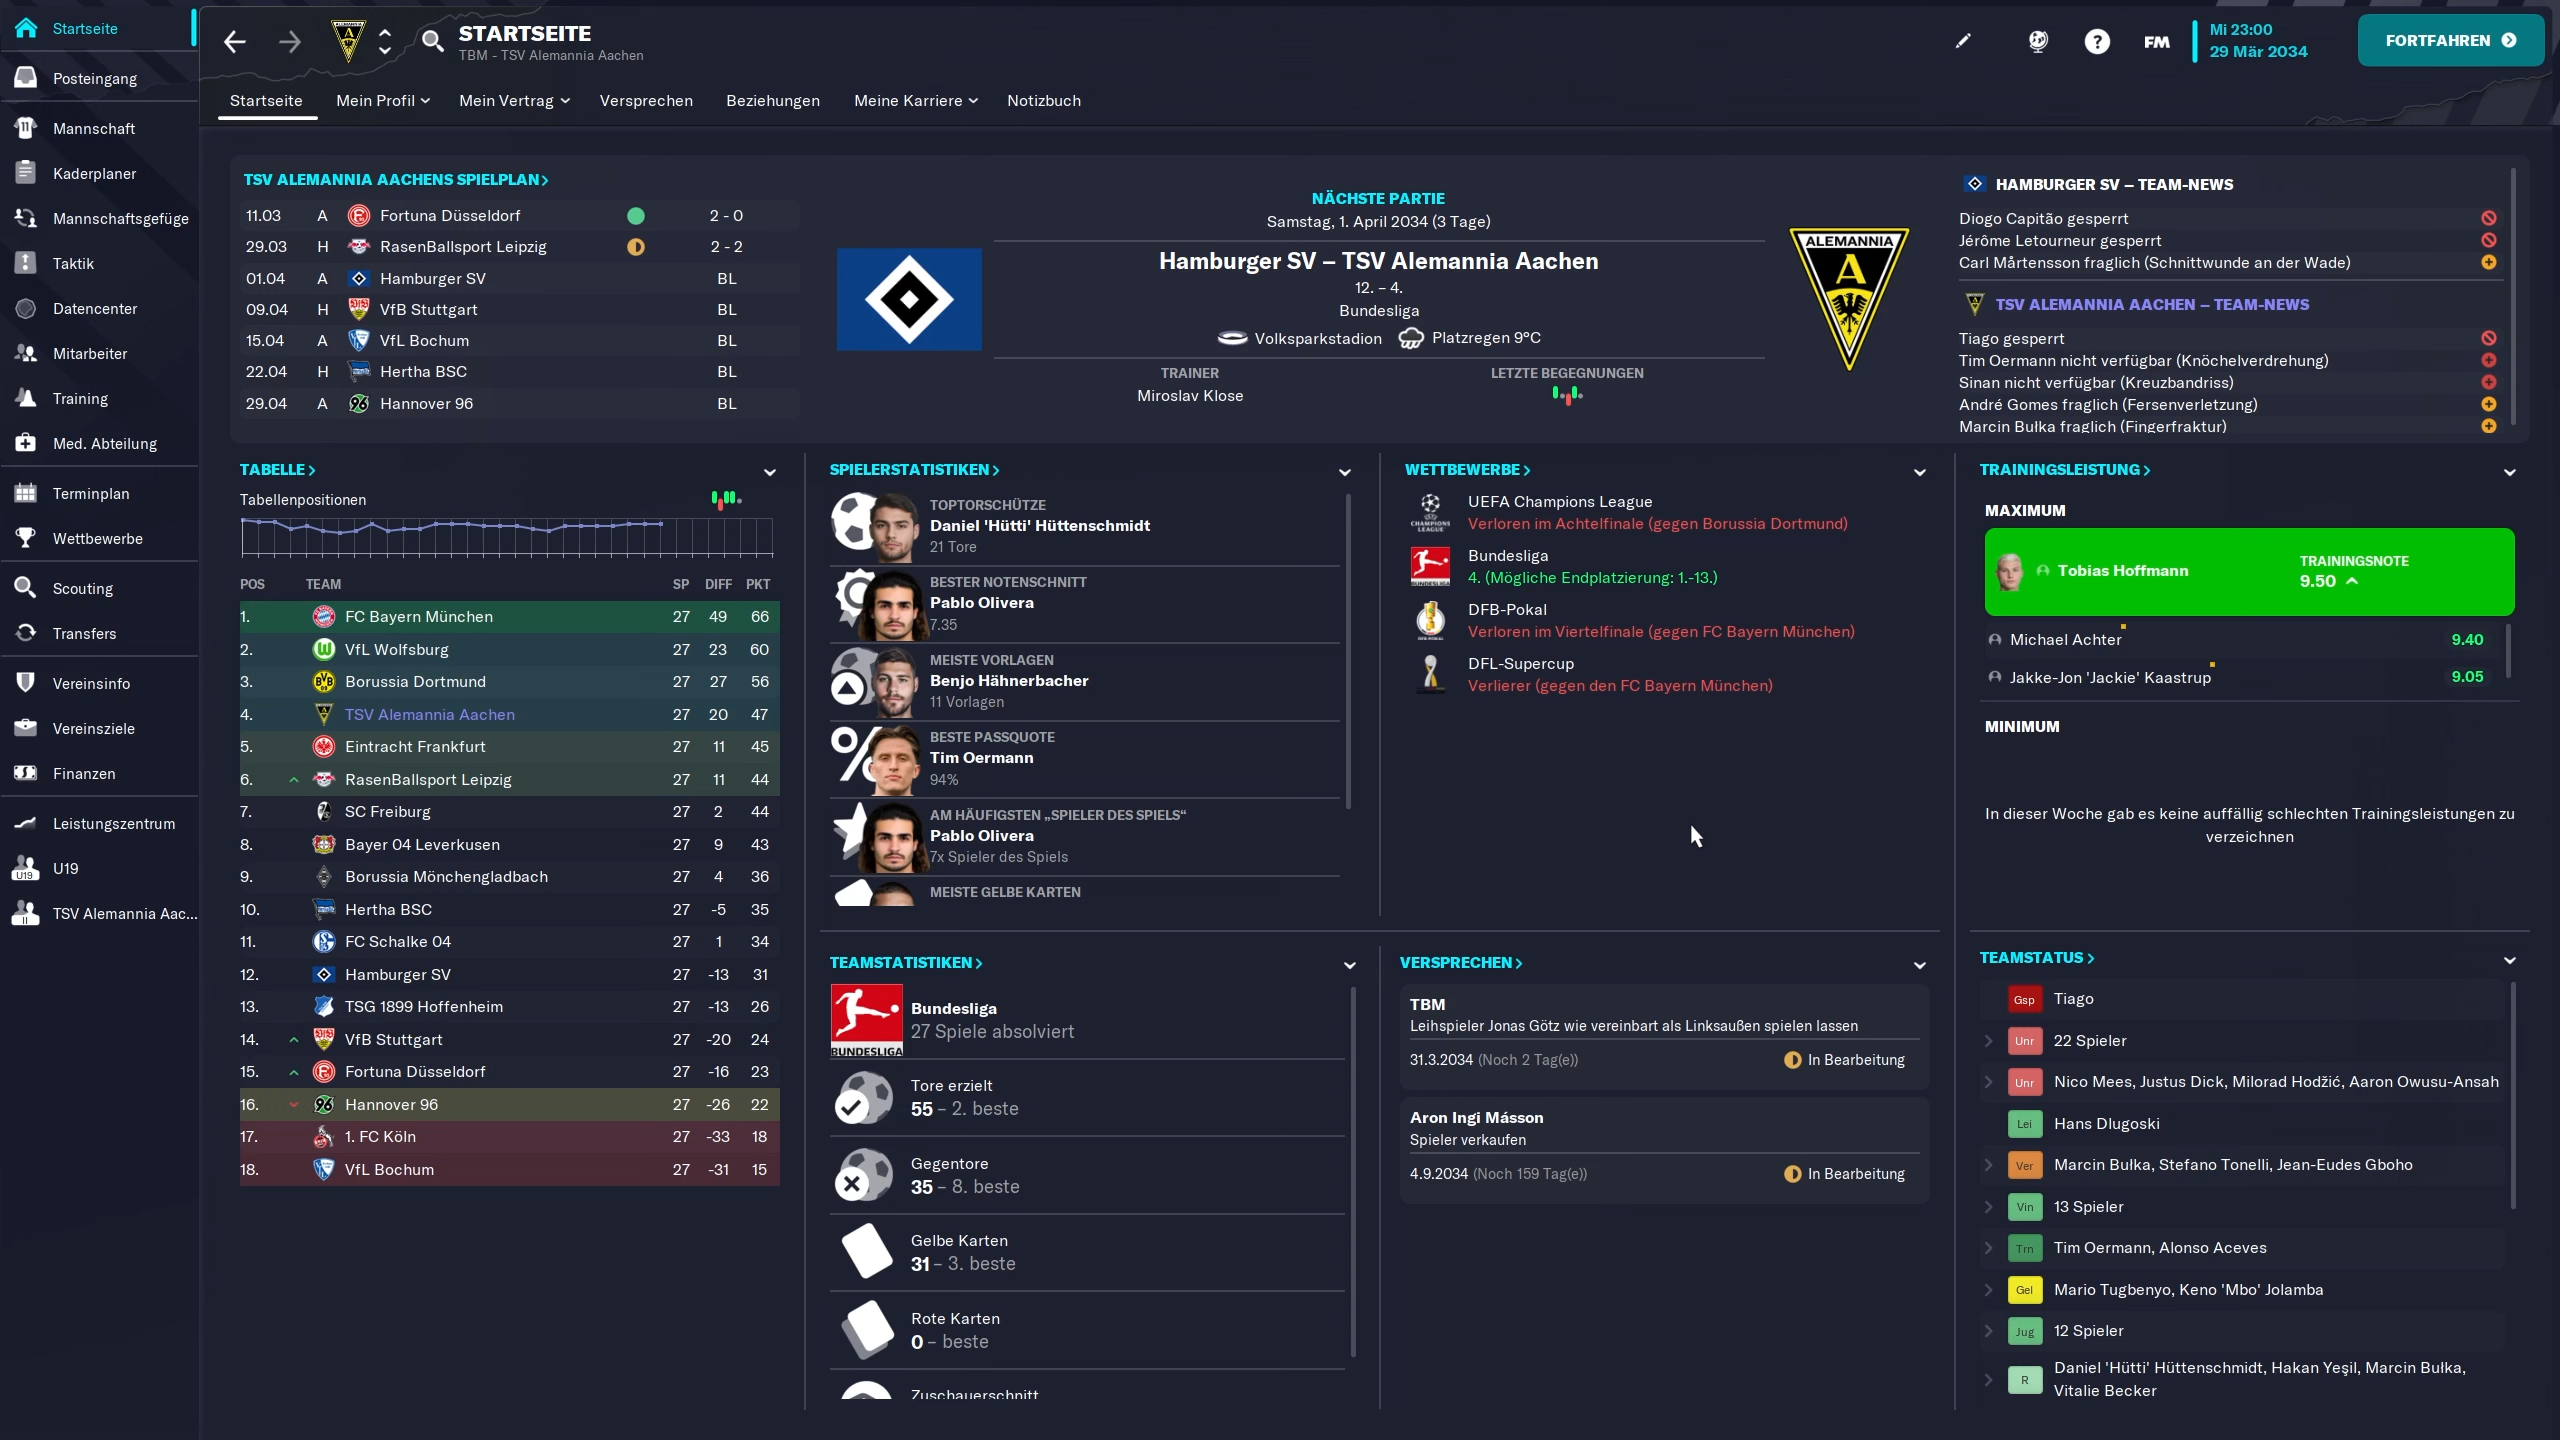 Startseite
Posteingang
Mannschaft
Kaderplaner
Mannschaftsgefüge
Taktik
Datencenter
Mitarbeiter
Training
Med. Abteilung
Terminplan
Wettbewerbe
Scouting
Transfers
Vereinsinfo
Vereinsziele
Finanzen
Leistungszentrum
U19
TSV Alemannia Aac...
STARTSEITE
TBM - TSV Alemannia Aachen
FM
Mi 23:00
29 Mär 2034
FORTFAHREN
Startseite Mein Profil Mein Vertrag Versprechen Beziehungen Meine Karriere Notizbuch
TSV ALEMANNIA AACHENS SPIELPLAN
11.03 A Fortuna Düsseldorf 2 - 0
29.03 H RasenBallsport Leipzig 2 - 2
01.04 A Hamburger SV BL
09.04 H VfB Stuttgart BL
15.04 A VfL Bochum BL
22.04 H Hertha BSC BL
29.04 A Hannover 96 BL
NÄCHSTE PARTIE
Samstag, 1. April 2034 (3 Tage)
Hamburger SV – TSV Alemannia Aachen
12. – 4.
Bundesliga
Volksparkstadion Platzregen 9°C
TRAINER
Miroslav Klose
LETZTE BEGEGNUNGEN
ALEMANNIA
A
HAMBURGER SV – TEAM-NEWS
Diogo Capitão gesperrt
Jérôme Letourneur gesperrt
Carl Mårtensson fraglich (Schnittwunde an der Wade)
TSV ALEMANNIA AACHEN – TEAM-NEWS
Tiago gesperrt
Tim Oermann nicht verfügbar (Knöchelverdrehung)
Sinan nicht verfügbar (Kreuzbandriss)
André Gomes fraglich (Fersenverletzung)
Marcin Bułka fraglich (Fingerfraktur)
TABELLE
Tabellenpositionen
POS TEAM SP DIFF PKT
1. FC Bayern München 27 49 66
2. VfL Wolfsburg 27 23 60
3. Borussia Dortmund 27 27 56
4. TSV Alemannia Aachen 27 20 47
5. Eintracht Frankfurt 27 11 45
6. RasenBallsport Leipzig 27 11 44
7. SC Freiburg 27 2 44
8. Bayer 04 Leverkusen 27 9 43
9. Borussia Mönchengladbach 27 4 36
10. Hertha BSC 27 -5 35
11. FC Schalke 04 27 1 34
12. Hamburger SV 27 -13 31
13. TSG 1899 Hoffenheim 27 -13 26
14. VfB Stuttgart 27 -20 24
15. Fortuna Düsseldorf 27 -16 23
16. Hannover 96 27 -26 22
17. 1. FC Köln 27 -33 18
18. VfL Bochum 27 -31 15
SPIELERSTATISTIKEN
TOPTORSCHÜTZE
Daniel 'Hütti' Hüttenschmidt
21 Tore
BESTER NOTENSCHNITT
Pablo Olivera
7.35
MEISTE VORLAGEN
Benjo Hähnerbacher
11 Vorlagen
BESTE PASSQUOTE
Tim Oermann
94%
AM HÄUFIGSTEN „SPIELER DES SPIELS“
Pablo Olivera
7x Spieler des Spiels
MEISTE GELBE KARTEN
WETTBEWERBE
UEFA Champions League
Verloren im Achtelfinale (gegen Borussia Dortmund)
Bundesliga
4. (Mögliche Endplatzierung: 1.-13.)
DFB-Pokal
Verloren im Viertelfinale (gegen FC Bayern München)
DFL-Supercup
Verlierer (gegen den FC Bayern München)
TRAININGSLEISTUNG
MAXIMUM
Tobias Hoffmann
TRAININGSNOTE
9.50
Michael Achter 9.40
Jakke-Jon 'Jackie' Kaastrup 9.05
MINIMUM
In dieser Woche gab es keine auffällig schlechten Trainingsleistungen zu
verzeichnen
TEAMSTATISTIKEN
BUNDESLIGA
Bundesliga
27 Spiele absolviert
Tore erzielt
55 – 2. beste
Gegentore
35 – 8. beste
Gelbe Karten
31 – 3. beste
Rote Karten
0 – beste
Zuschauerschnitt
VERSPRECHEN
TBM
Leihspieler Jonas Götz wie vereinbart als Linksaußen spielen lassen
31.3.2034 (Noch 2 Tag(e)) In Bearbeitung
Aron Ingi Másson
Spieler verkaufen
4.9.2034 (Noch 159 Tag(e)) In Bearbeitung
TEAMSTATUS
Gsp Tiago
Unr 22 Spieler
Unr Nico Mees, Justus Dick, Milorad Hodžić, Aaron Owusu-Ansah
Lei Hans Dlugoski
Ver Marcin Bułka, Stefano Tonelli, Jean-Eudes Gboho
Vin 13 Spieler
Trn Tim Oermann, Alonso Aceves
Gel Mario Tugbenyo, Keno 'Mbo' Jolamba
Jug 12 Spieler
R Daniel 'Hütti' Hüttenschmidt, Hakan Yeşil, Marcin Bułka,
Vitalie Becker